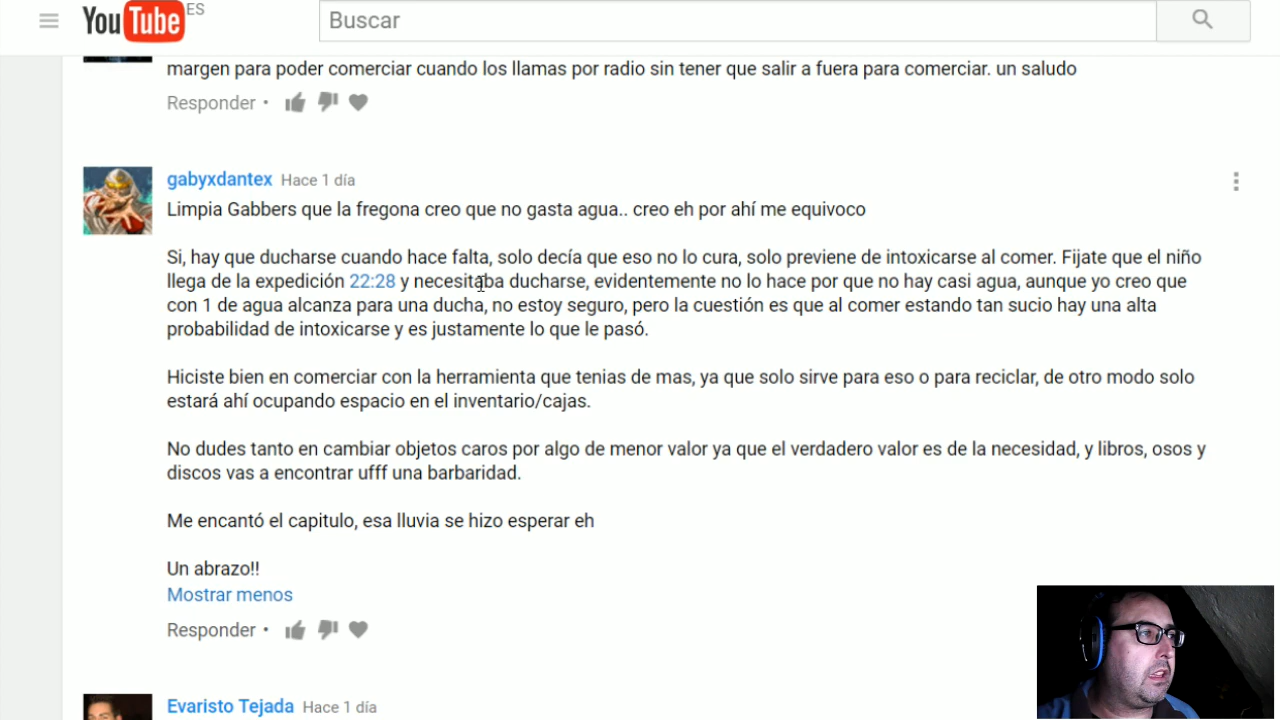 YouTube ES
Buscar
margen para poder comerciar cuando los llamas por radio sin tener que salir a fuera para comerciar. un saludo
Responder •
gabyxdantex Hace 1 día
Limpia Gabbers que la fregona creo que no gasta agua.. creo eh por ahí me equivoco
Si, hay que ducharse cuando hace falta, solo decía que eso no lo cura, solo previene de intoxicarse al comer. Fijate que el niño
llega de la expedición 22:28 y necesitaba ducharse, evidentemente no lo hace por que no hay casi agua, aunque yo creo que
con 1 de agua alcanza para una ducha, no estoy seguro, pero la cuestión es que al comer estando tan sucio hay una alta
probabilidad de intoxicarse y es justamente lo que le pasó.
Hiciste bien en comerciar con la herramienta que tenias de mas, ya que solo sirve para eso o para reciclar, de otro modo solo
estará ahí ocupando espacio en el inventario/cajas.
No dudes tanto en cambiar objetos caros por algo de menor valor ya que el verdadero valor es de la necesidad, y libros, osos y
discos vas a encontrar ufff una barbaridad.
Me encantó el capitulo, esa lluvia se hizo esperar eh
Un abrazo!!
Mostrar menos
Responder •
Evaristo Tejada Hace 1 día